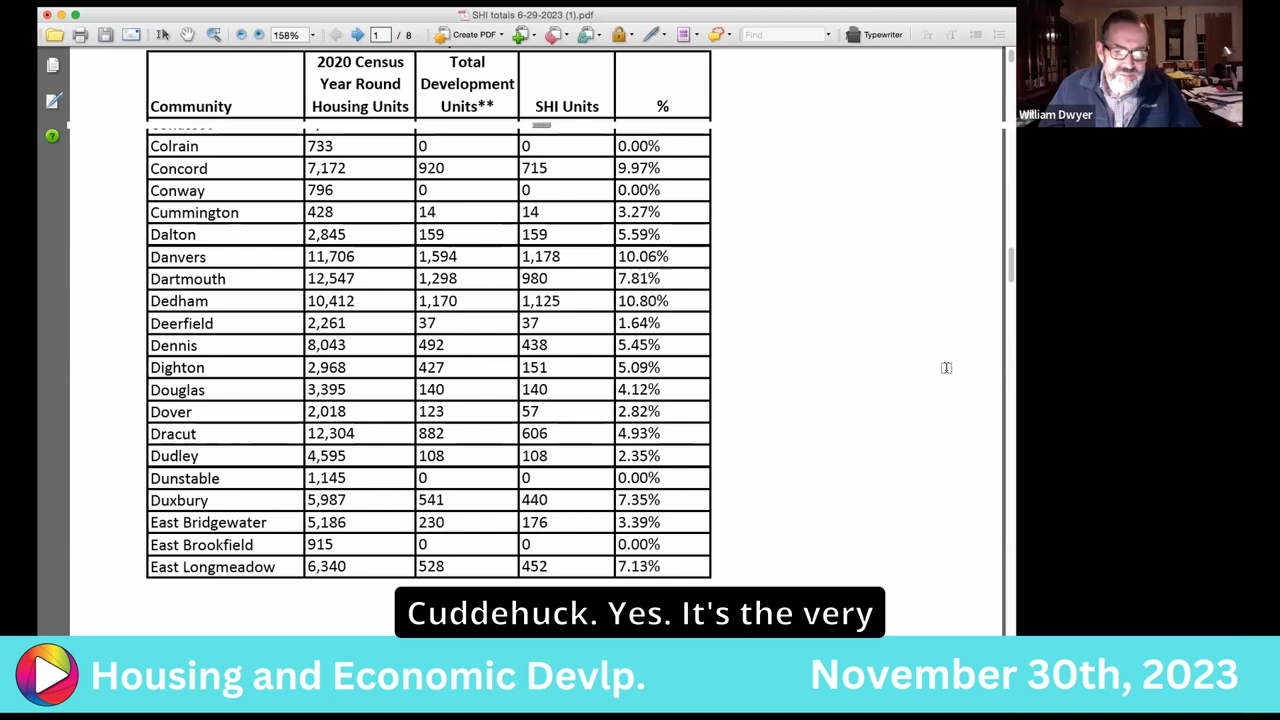 SHI totals 6-29-2023 (1).pdf
158% 1 / 8 Create PDF Find Typewriter
Community 2020 Census Year Round Housing Units Total Development Units** SHI Units %
Colrain 733 0 0 0.00%
Concord 7,172 920 715 9.97%
Conway 796 0 0 0.00%
Cummington 428 14 14 3.27%
Dalton 2,845 159 159 5.59%
Danvers 11,706 1,594 1,178 10.06%
Dartmouth 12,547 1,298 980 7.81%
Dedham 10,412 1,170 1,125 10.80%
Deerfield 2,261 37 37 1.64%
Dennis 8,043 492 438 5.45%
Dighton 2,968 427 151 5.09%
Douglas 3,395 140 140 4.12%
Dover 2,018 123 57 2.82%
Dracut 12,304 882 606 4.93%
Dudley 4,595 108 108 2.35%
Dunstable 1,145 0 0 0.00%
Duxbury 5,987 541 440 7.35%
East Bridgewater 5,186 230 176 3.39%
East Brookfield 915 0 0 0.00%
East Longmeadow 6,340 528 452 7.13%
William Dwyer
Cuddehuck. Yes. It's the very
Housing and Economic Devlp. November 30th, 2023